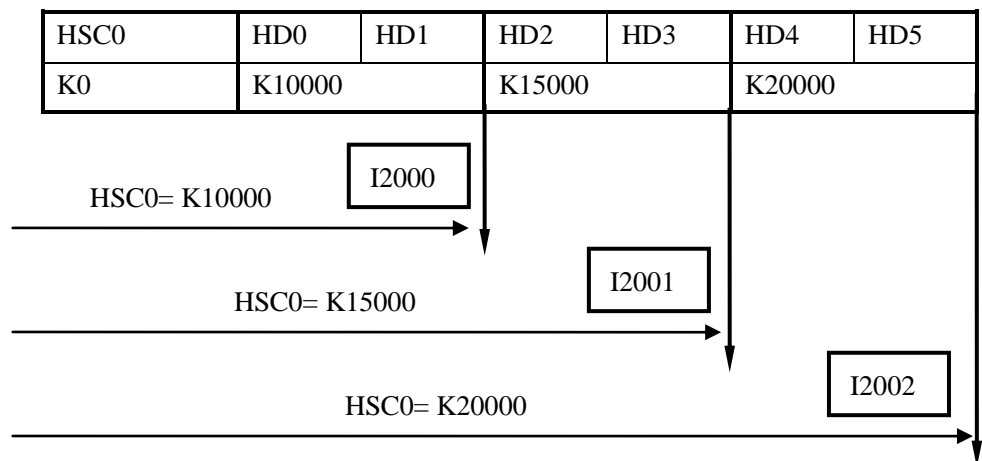 HSC0 HD0 HD1 HD2 HD3 HD4 HD5
K0 K10000 K15000 K20000
I2000
HSC0= K10000
I2001
HSC0= K15000
I2002
HSC0= K20000